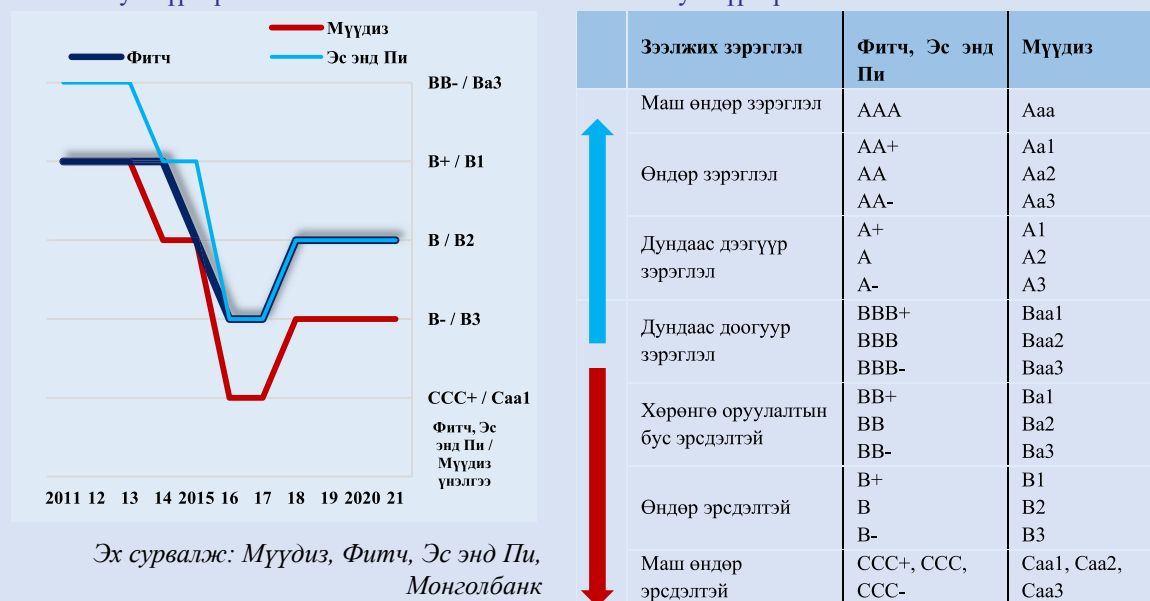 Мүүдиз
Фитч
Эс энд Пи
BB- / Ba3
B+ / B1
B / B2
B- / B3
CCC+ / Caa1
Фитч, Эс
энд Пи /
Мүүдиз
үнэлгээ
2011 12 13 14 2015 16 17 18 19 2020 21
Эх сурвалж: Мүүдиз, Фитч, Эс энд Пи,
Монголбанк
Зээлжих зэрэглэл
Фитч, Эс энд
Пи
Мүүдиз
Маш өндөр зэрэглэл
AAA
Aaa
Өндөр зэрэглэл
AA+
AA
AA-
Aa1
Aa2
Aa3
Дундаас дээгүүр
зэрэглэл
A+
A
A-
A1
A2
A3
Дундаас доогуур
зэрэглэл
BBB+
BBB
BBB-
Baa1
Baa2
Baa3
Хөрөнгө оруулалтын
бус эрсдэлтэй
BB+
BB
BB-
Ba1
Ba2
Ba3
Өндөр эрсдэлтэй
B+
B
B-
B1
B2
B3
Маш өндөр
эрсдэлтэй
CCC+, CCC,
CCC-
Caa1, Caa2,
Caa3